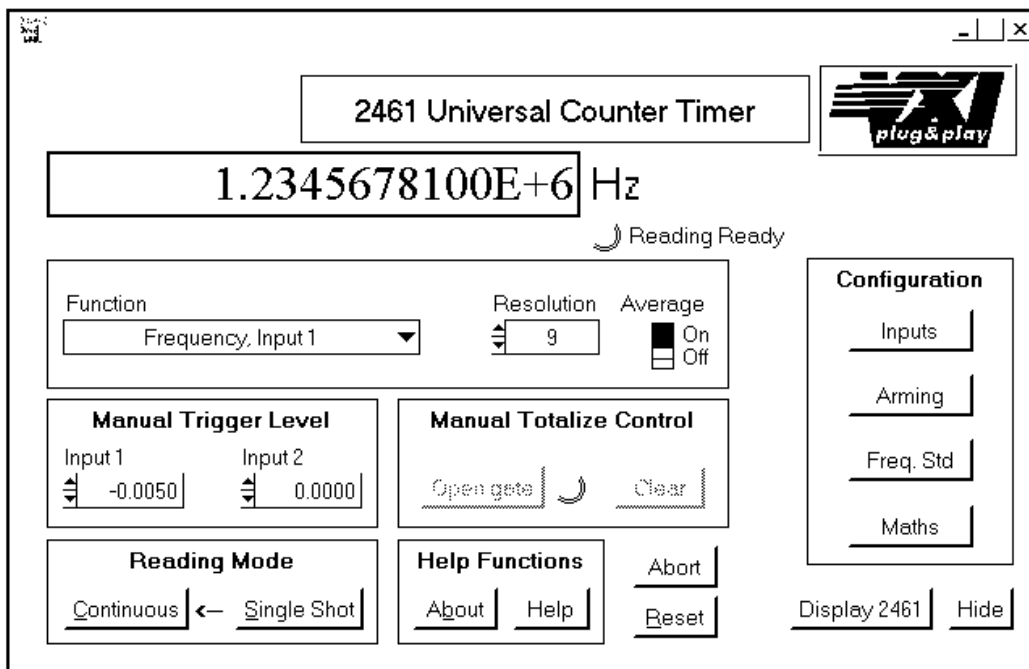 2461 Universal Counter Timer
VXI
plug&play
1.2345678100E+6 Hz
Reading Ready
Function
Resolution
Average
Frequency, Input 1
9
On
Off
Configuration
Inputs
Arming
Freq. Std
Maths
Manual Trigger Level
Input 1
Input 2
-0.0050
0.0000
Manual Totalize Control
Open gate
Clear
Reading Mode
Continuous <– Single Shot
Help Functions
About
Help
Abort
Reset
Display 2461
Hide